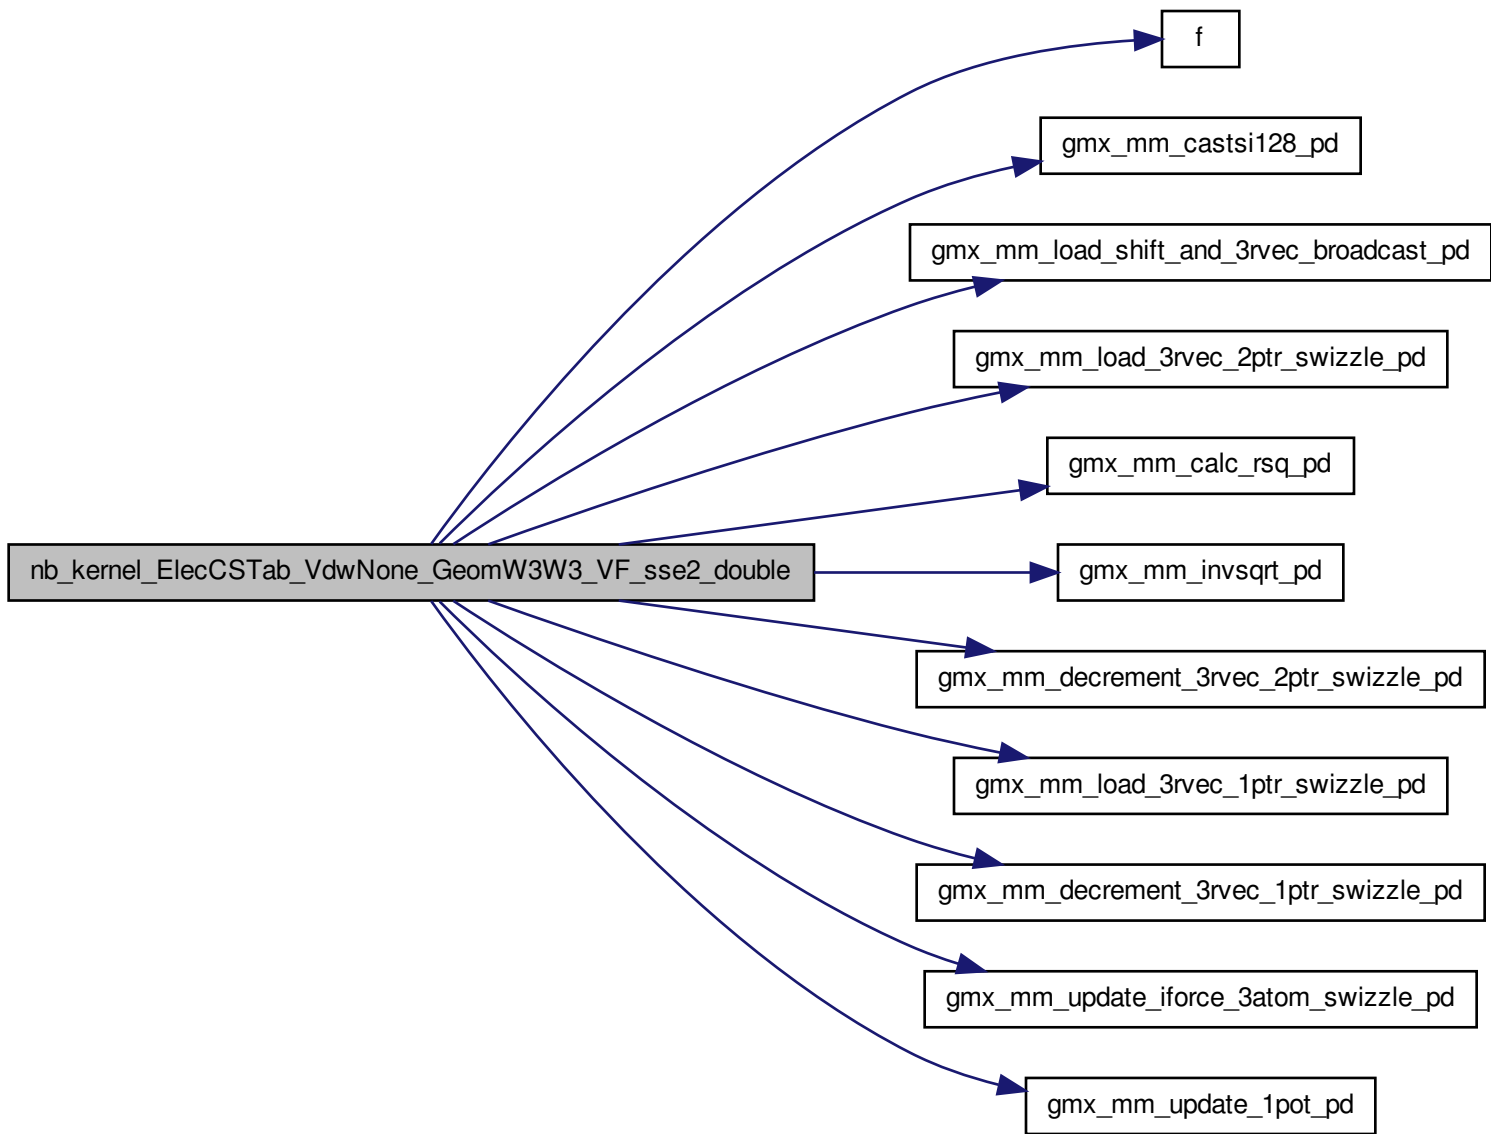 f
gmx_mm_castsi128_pd
gmx_mm_load_shift_and_3rvec_broadcast_pd
gmx_mm_load_3rvec_2ptr_swizzle_pd
gmx_mm_calc_rsq_pd
nb_kernel_ElecCSTab_VdwNone_GeomW3W3_VF_sse2_double
gmx_mm_invsqrt_pd
gmx_mm_decrement_3rvec_2ptr_swizzle_pd
gmx_mm_load_3rvec_1ptr_swizzle_pd
gmx_mm_decrement_3rvec_1ptr_swizzle_pd
gmx_mm_update_iforce_3atom_swizzle_pd
gmx_mm_update_1pot_pd